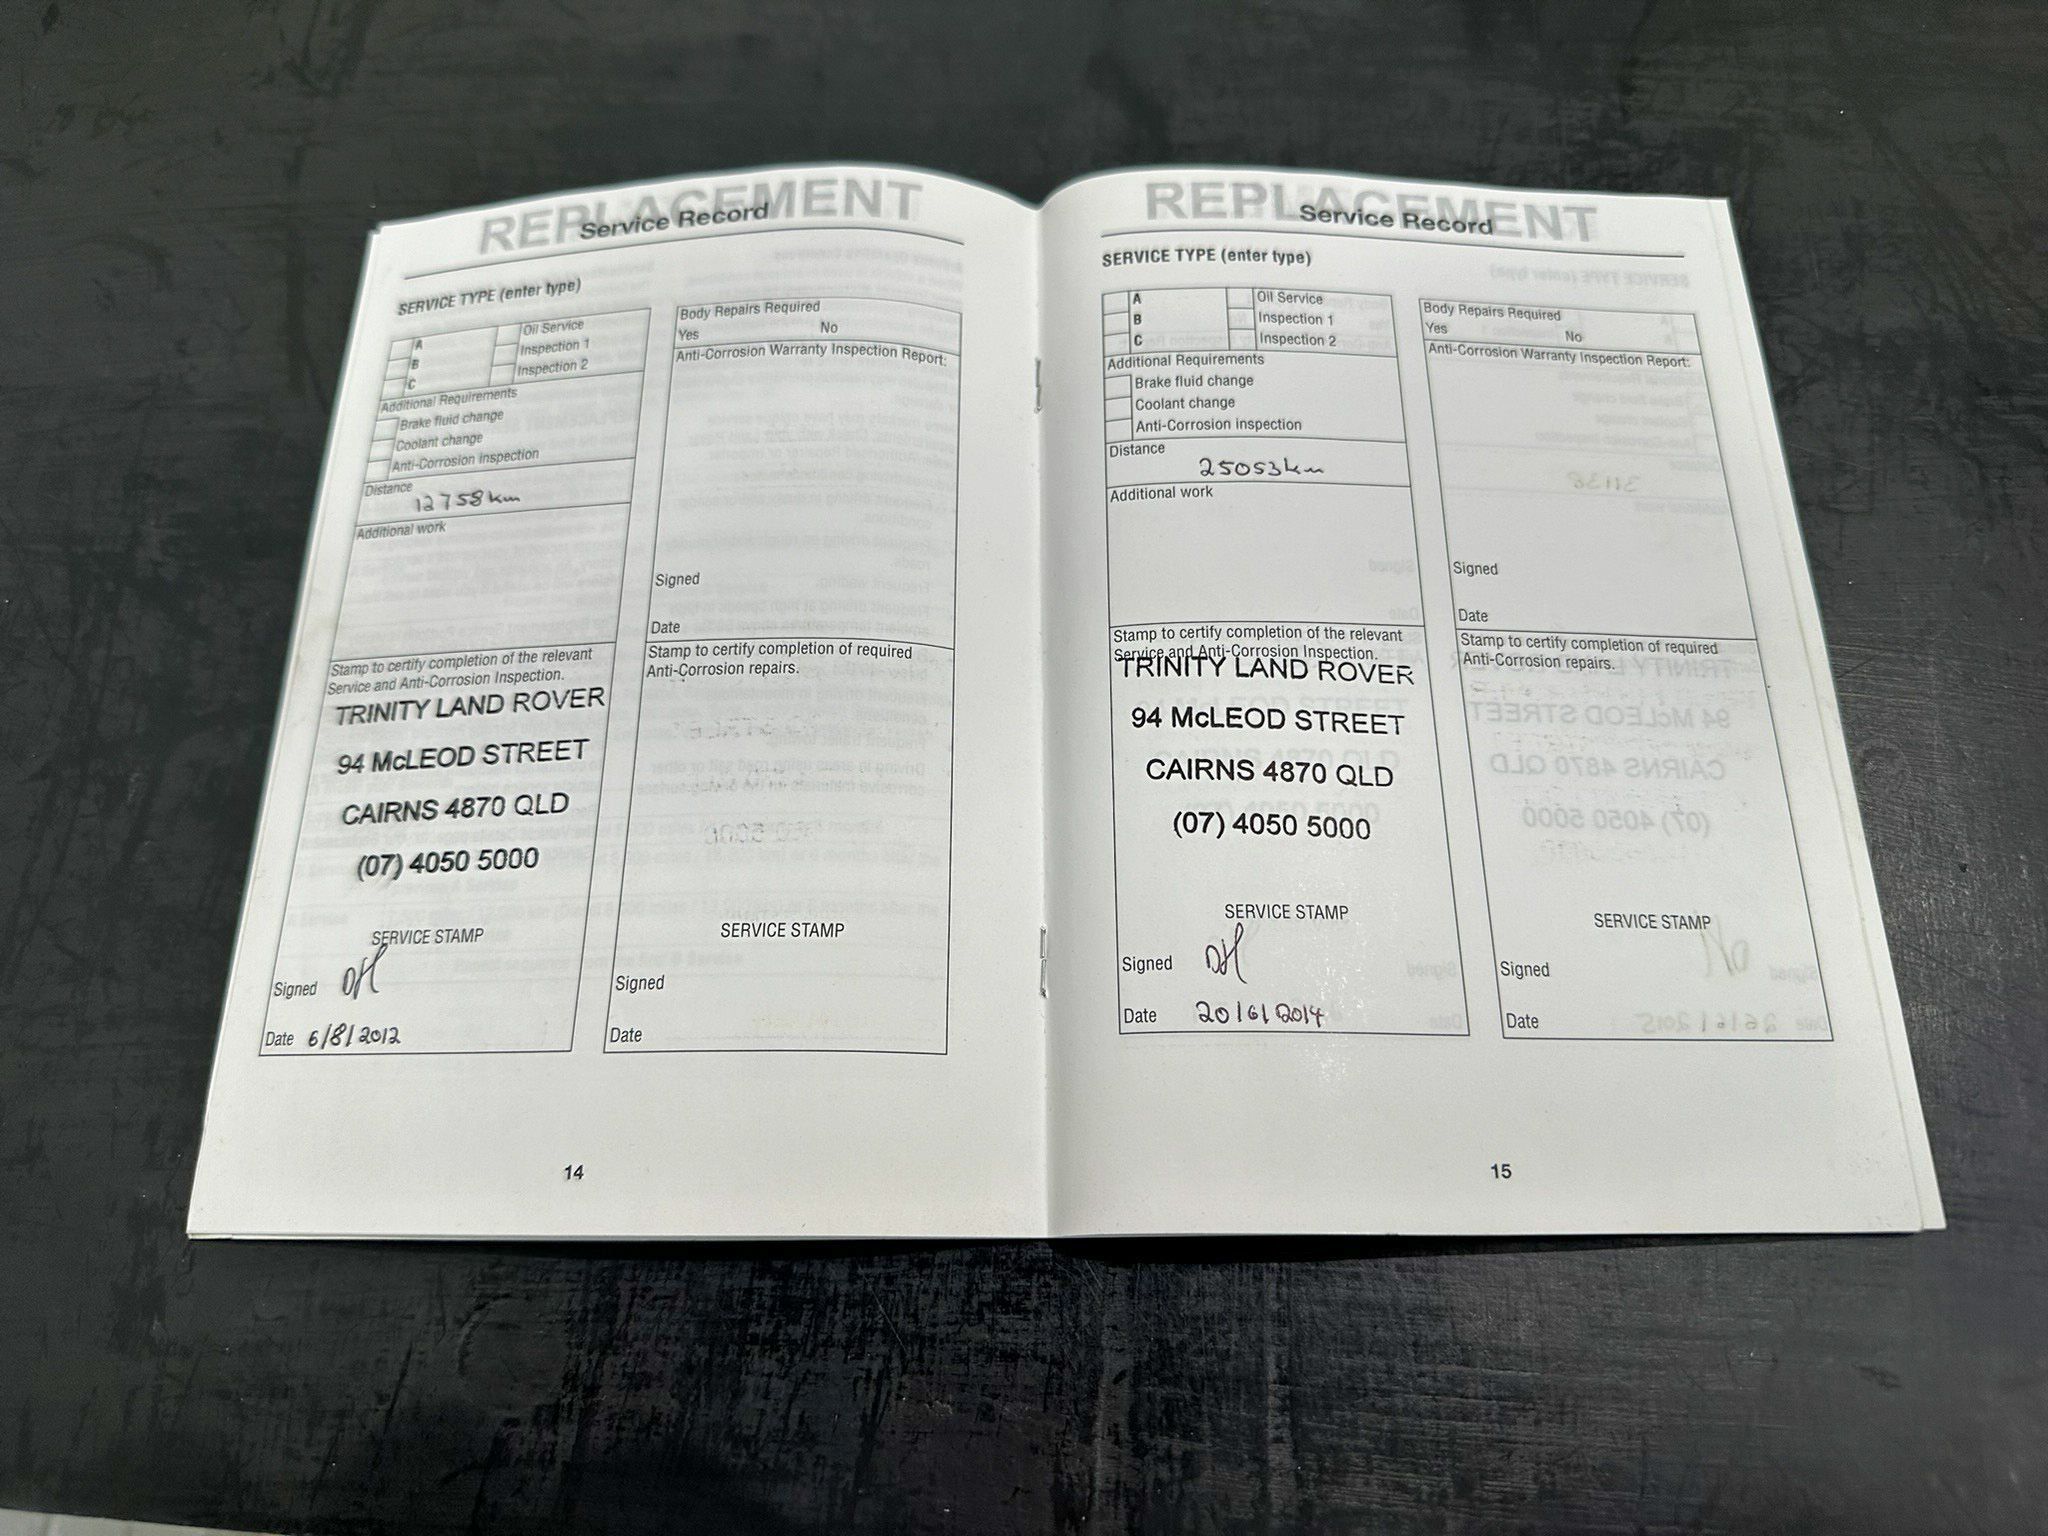 REPLACEMENT
Service Record
SERVICE TYPE (enter type)
A
Oil Service
B
Inspection 1
C
Inspection 2
Additional Requirements
Brake fluid change
Coolant change
Anti-Corrosion inspection
Distance
12758km
Additional work
Stamp to certify completion of the relevant
Service and Anti-Corrosion Inspection.
TRINITY LAND ROVER
94 McLEOD STREET
CAIRNS 4870 QLD
(07) 4050 5000
SERVICE STAMP
Signed DH
Date 6/8/2012
Body Repairs Required
Yes No
Anti-Corrosion Warranty Inspection Report:
Signed
Date
Stamp to certify completion of required
Anti-Corrosion repairs.
SERVICE STAMP
Signed
Date
14
REPLACEMENT
Service Record
SERVICE TYPE (enter type)
A
Oil Service
B
Inspection 1
C
Inspection 2
Additional Requirements
Brake fluid change
Coolant change
Anti-Corrosion inspection
Distance
25053km
Additional work
Stamp to certify completion of the relevant
Service and Anti-Corrosion Inspection.
TRINITY LAND ROVER
94 McLEOD STREET
CAIRNS 4870 QLD
(07) 4050 5000
SERVICE STAMP
Signed DH
Date 20/6/2014
Body Repairs Required
Yes No
Anti-Corrosion Warranty Inspection Report:
Signed
Date
Stamp to certify completion of required
Anti-Corrosion repairs.
SERVICE STAMP
Signed
Date
15